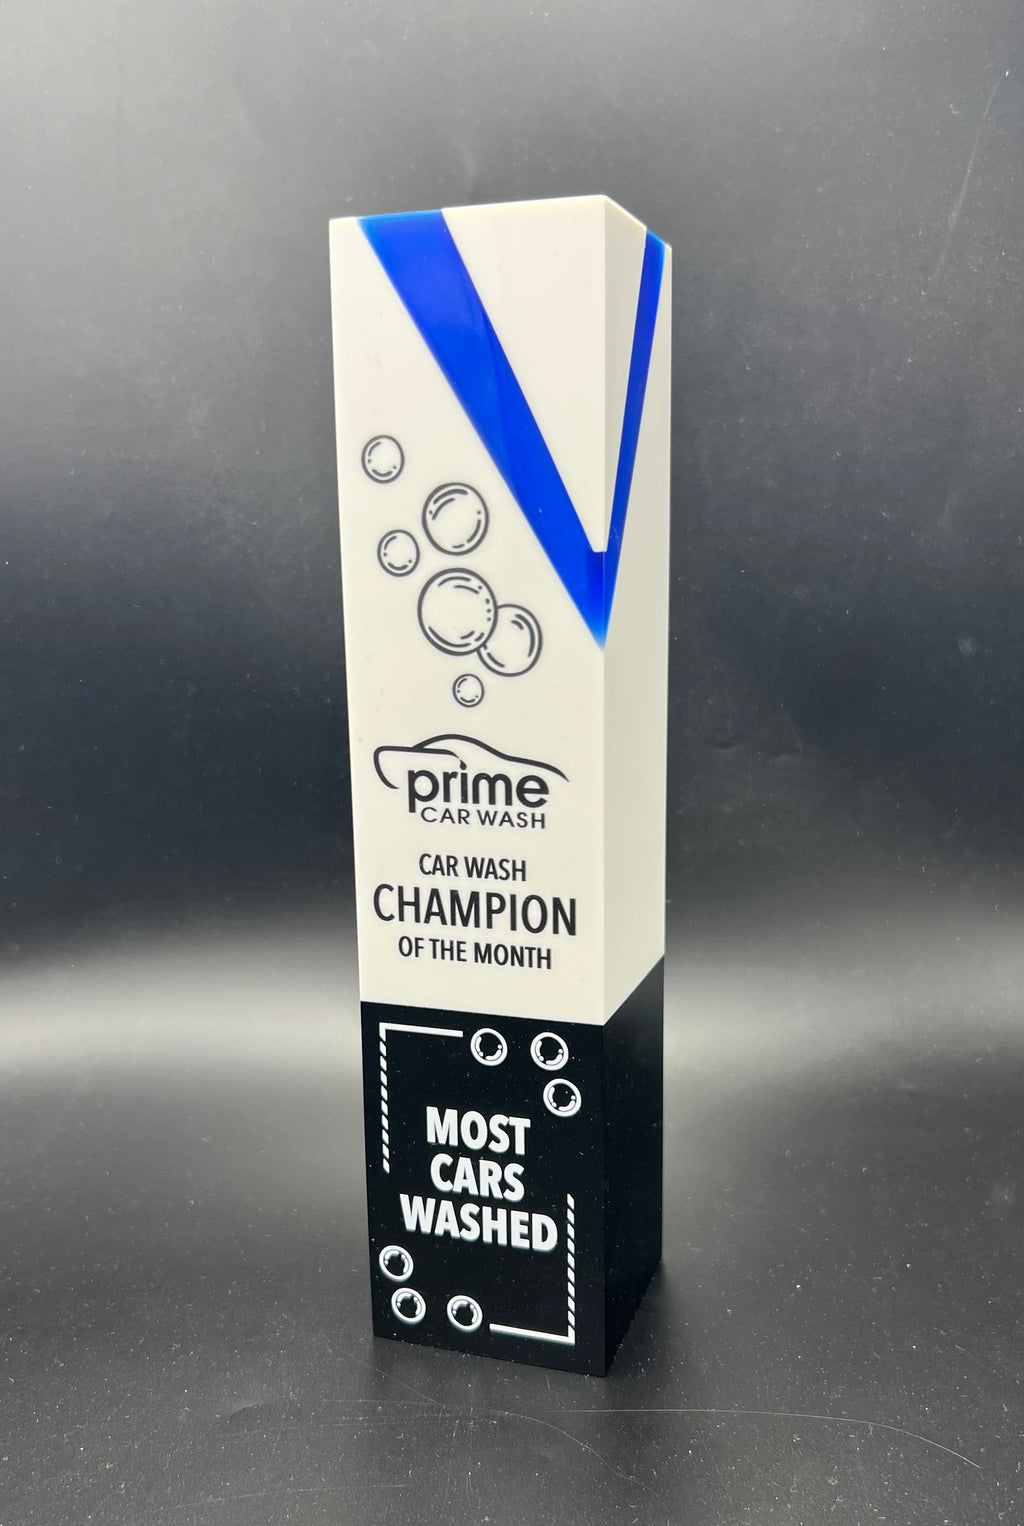 prime
CAR WASH
CAR WASH
CHAMPION
OF THE MONTH
MOST
CARS
WASHED